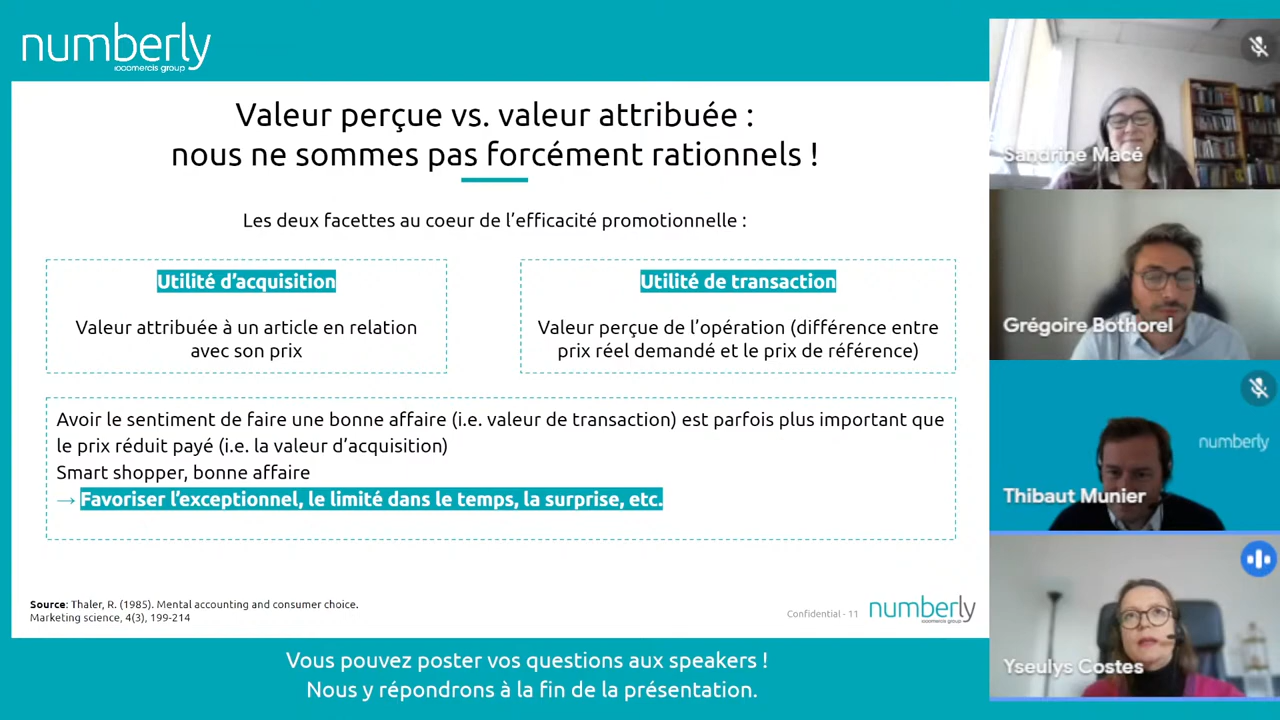 numberly
1000mercis group
Valeur perçue vs. valeur attribuée :
nous ne sommes pas forcément rationnels !
Les deux facettes au coeur de l'efficacité promotionnelle :
Utilité d'acquisition
Valeur attribuée à un article en relation
avec son prix
Utilité de transaction
Valeur perçue de l'opération (différence entre
prix réel demandé et le prix de référence)
Avoir le sentiment de faire une bonne affaire (i.e. valeur de transaction) est parfois plus important que
le prix réduit payé (i.e. la valeur d'acquisition)
Smart shopper, bonne affaire
→ Favoriser l'exceptionnel, le limité dans le temps, la surprise, etc.
Source: Thaler, R. (1985). Mental accounting and consumer choice.
Marketing science, 4(3), 199-214
Confidential - 11
numberly
1000mercis group
Vous pouvez poster vos questions aux speakers !
Nous y répondrons à la fin de la présentation.
Sandrine Macé
Grégoire Bothorel
numberly
Thibaut Munier
Yseulys Costes